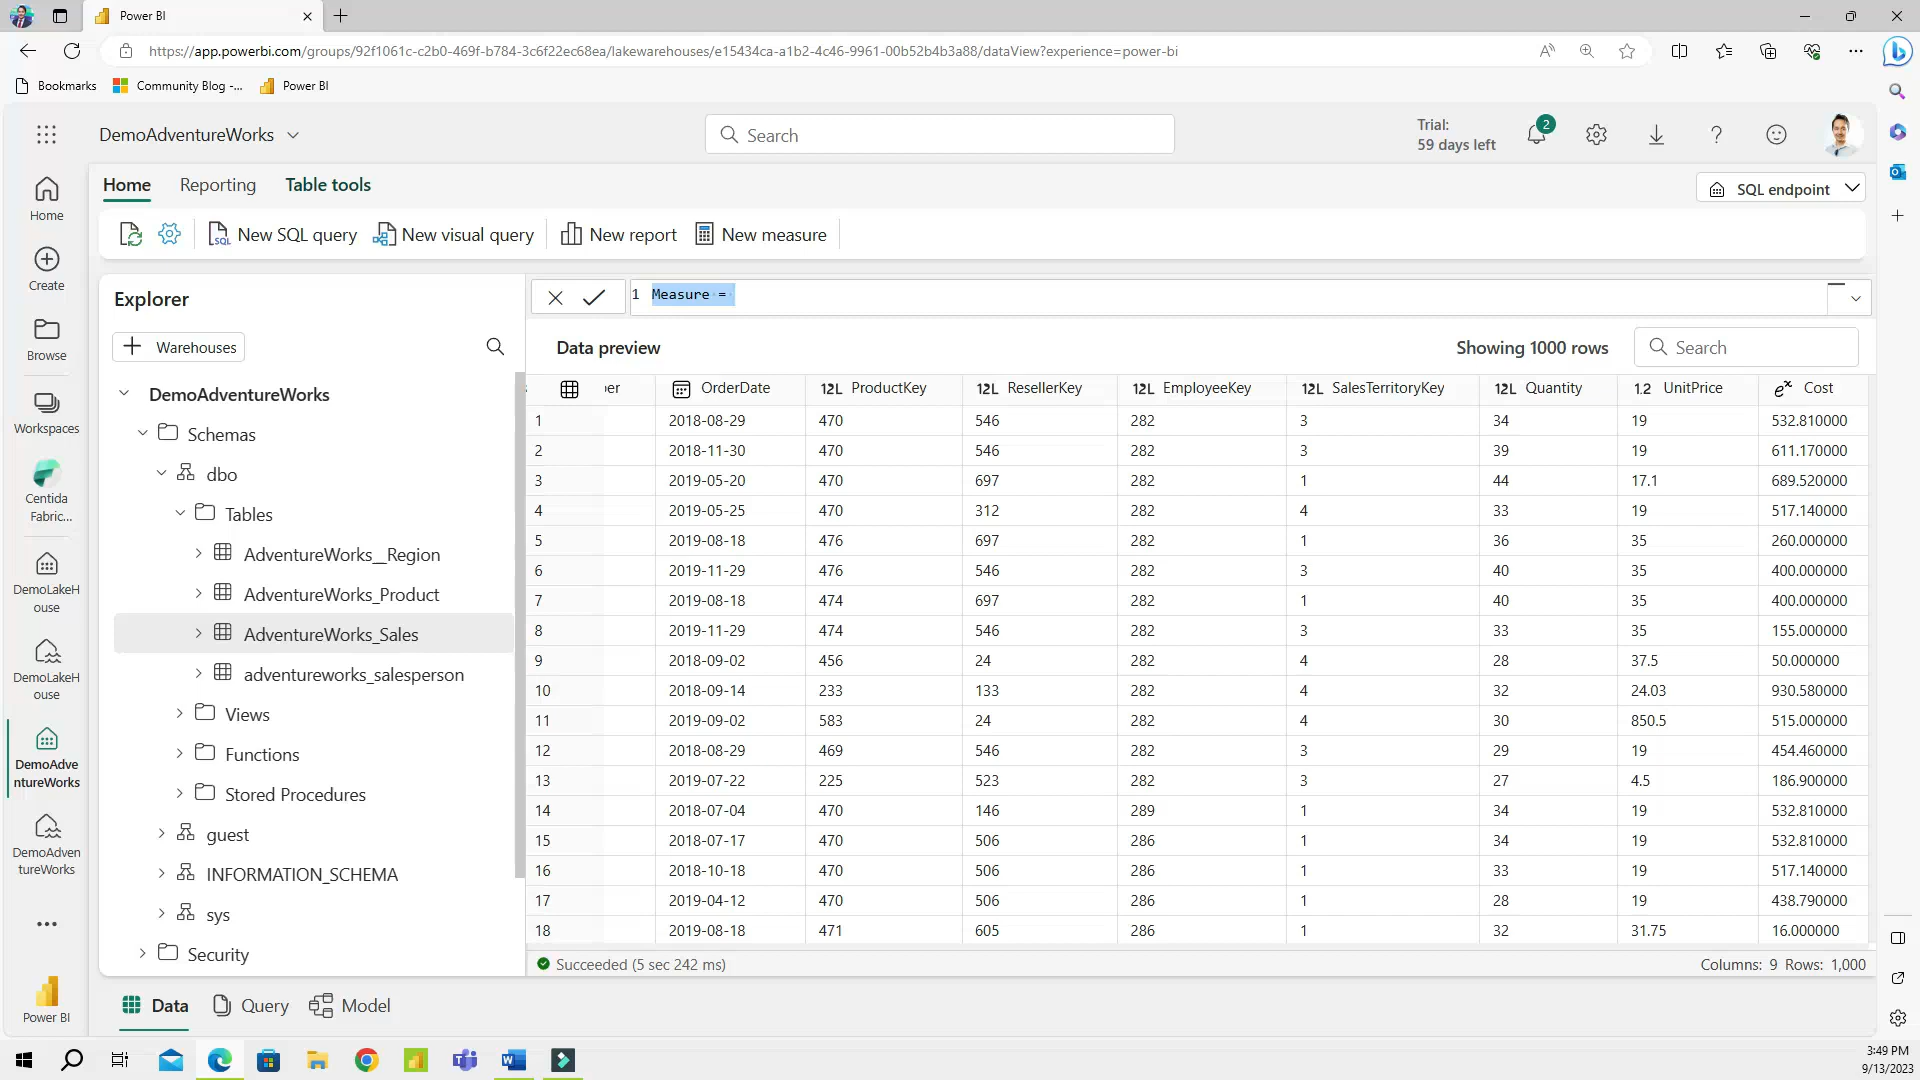 Power BI
https://app.powerbi.com/groups/92f1061c-c2b0-469f-b784-3c6f22ec68ea/lakewarehouses/e15434ca-a1b2-4c46-9961-00b52b4b3a88/dataView?experience=power-bi
Bookmarks Community Blog -... Power BI
DemoAdventureWorks
Search
Trial:
59 days left
2
Home Reporting Table tools
SQL endpoint
New SQL query New visual query New report New measure
Home
Create
Browse
Workspaces
Centida
Fabric...
DemoLakeH
ouse
DemoLakeH
ouse
DemoAdve
ntureWorks
DemoAdven
tureWorks
Power BI
Explorer
Warehouses
DemoAdventureWorks
Schemas
dbo
Tables
AdventureWorks__Region
AdventureWorks_Product
AdventureWorks_Sales
adventureworks_salesperson
Views
Functions
Stored Procedures
guest
INFORMATION_SCHEMA
sys
Security
1 Measure =
Data preview
Showing 1000 rows
Search
er OrderDate ProductKey ResellerKey EmployeeKey SalesTerritoryKey Quantity UnitPrice Cost
1 2018-08-29 470 546 282 3 34 19 532.810000
2 2018-11-30 470 546 282 3 39 19 611.170000
3 2019-05-20 470 697 282 1 44 17.1 689.520000
4 2019-05-25 470 312 282 4 33 19 517.140000
5 2019-08-18 476 697 282 1 36 35 260.000000
6 2019-11-29 476 546 282 3 40 35 400.000000
7 2019-08-18 474 697 282 1 40 35 400.000000
8 2019-11-29 474 546 282 3 33 35 155.000000
9 2018-09-02 456 24 282 4 28 37.5 50.000000
10 2018-09-14 233 133 282 4 32 24.03 930.580000
11 2019-09-02 583 24 282 4 30 850.5 515.000000
12 2018-08-29 469 546 282 3 29 19 454.460000
13 2019-07-22 225 523 282 3 27 4.5 186.900000
14 2018-07-04 470 146 289 1 34 19 532.810000
15 2018-07-17 470 506 286 1 34 19 532.810000
16 2018-10-18 470 506 286 1 33 19 517.140000
17 2019-04-12 470 506 286 1 28 19 438.790000
18 2019-08-18 471 605 286 1 32 31.75 16.000000
Succeeded (5 sec 242 ms)
Columns: 9 Rows: 1,000
Data Query Model
3:49 PM
9/13/2023